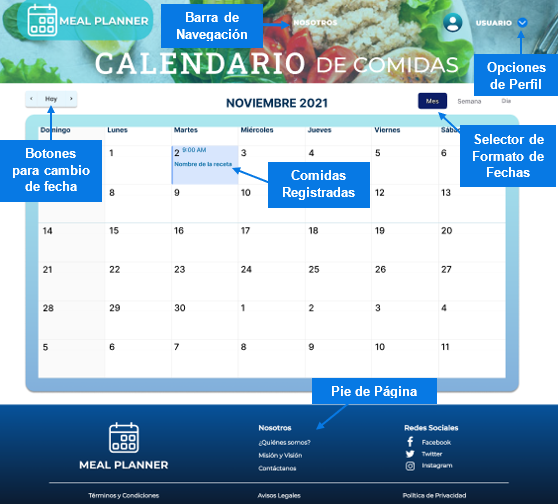 MEAL PLANNER
Barra de
Navegación
NOSOTROS
USUARIO
CALENDARIO DE COMIDAS
Opciones
de Perfil
Hoy
NOVIEMBRE 2021
Mes
Semana
Día
Domingo
Lunes
Martes
Miércoles
Jueves
Viernes
Botones
para cambio
de fecha
Selector de
Formato de
Fechas
1
2 9:00 AM
Nombre de la receta
3
4
5
6
Comidas
Registradas
8
9
10
12
13
14
15
16
17
18
19
20
21
22
23
24
25
26
27
28
29
30
1
2
3
4
5
6
7
8
9
10
11
Pie de Página
MEAL PLANNER
Nosotros
¿Quiénes somos?
Misión y Visión
Contáctanos
Redes Sociales
Facebook
Twitter
Instagram
Términos y Condiciones
Avisos Legales
Política de Privacidad